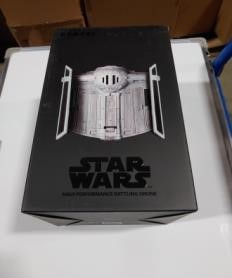 STAR
WARS
HIGH PERFORMANCE BATTLING DRONE